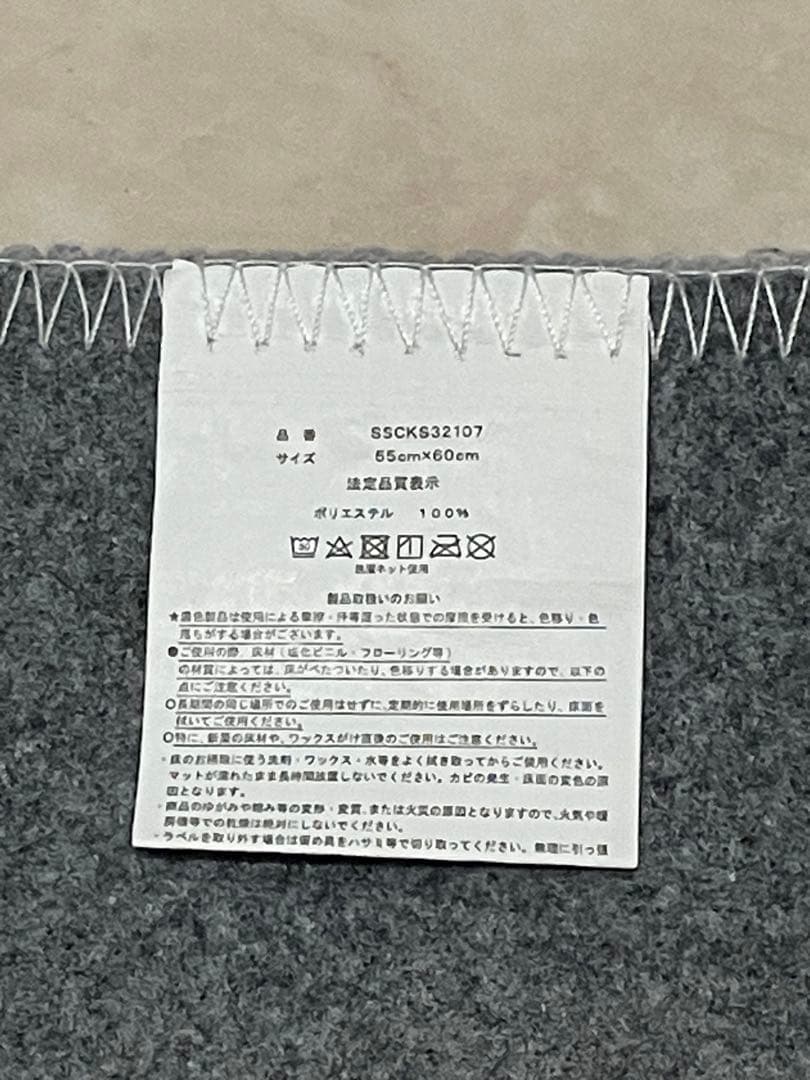 品番 SSCKS32107
サイズ 55cm×60cm
法定品質表示
ポリエステル 100%
30
洗濯ネット使用
製品取扱いのお願い
★濃色製品は使用による摩擦・汗等湿った状態での摩擦を受けると、色移り・色
落ちがする場合がございます。
●ご使用の際、床材(塩化ビニル・フローリング等)
の材質によっては、床がべたついたり、色移りする場合がありますので、以下の
点にご注意ください。
○長期間の同じ場所でのご使用はせずに、定期的に使用場所をずらしたり、床面を
拭いてご使用ください。
○特に、新築の床材や、ワックスがけ直後のご使用はご注意ください。
・床のお掃除に使う洗剤・ワックス・水等をよく拭き取ってからご使用ください。
マットが濡れたまま長時間放置しないでください。カビの発生・床面の変色の原
因となります。
・商品のゆがみや縮み等の変形・変質、または火災の原因となりますので、火気や暖
房機等での乾燥は絶対にしないでください。
・ラベルを取り外す場合は留め具をハサミ等で切り取ってください。無理に引っ張